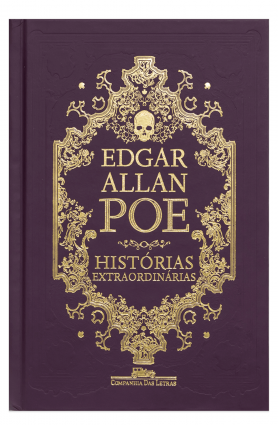 EDGAR
ALLAN
POE
HISTÓRIAS
EXTRAORDINÁRIAS
COMPANHIA DAS LETRAS